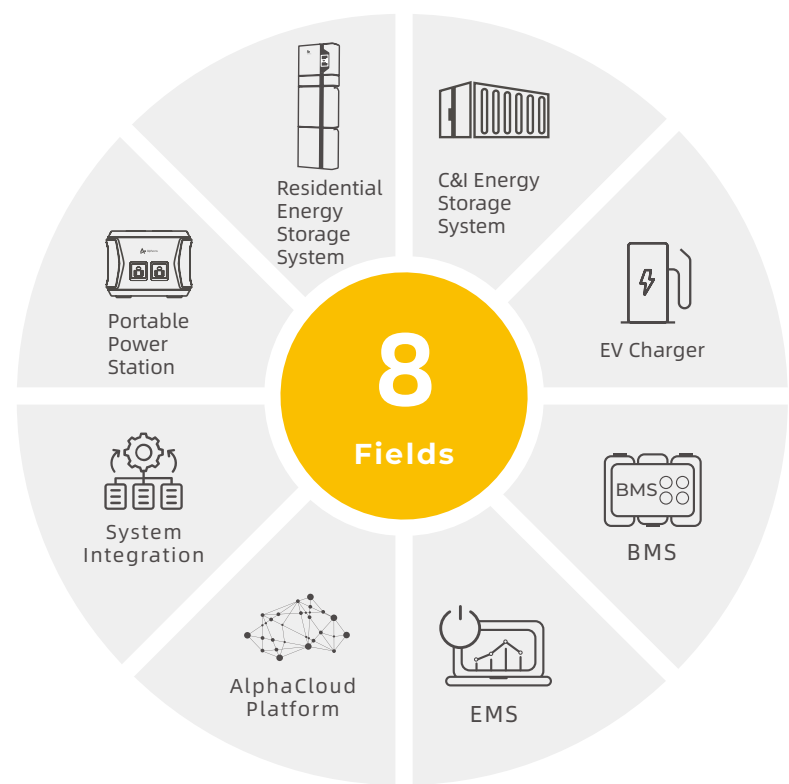 Residential
Energy
Storage
System
C&I Energy
Storage
System
EV Charger
BMS
BMS
EMS
AlphaCloud
Platform
System
Integration
Portable
Power
Station
8
Fields